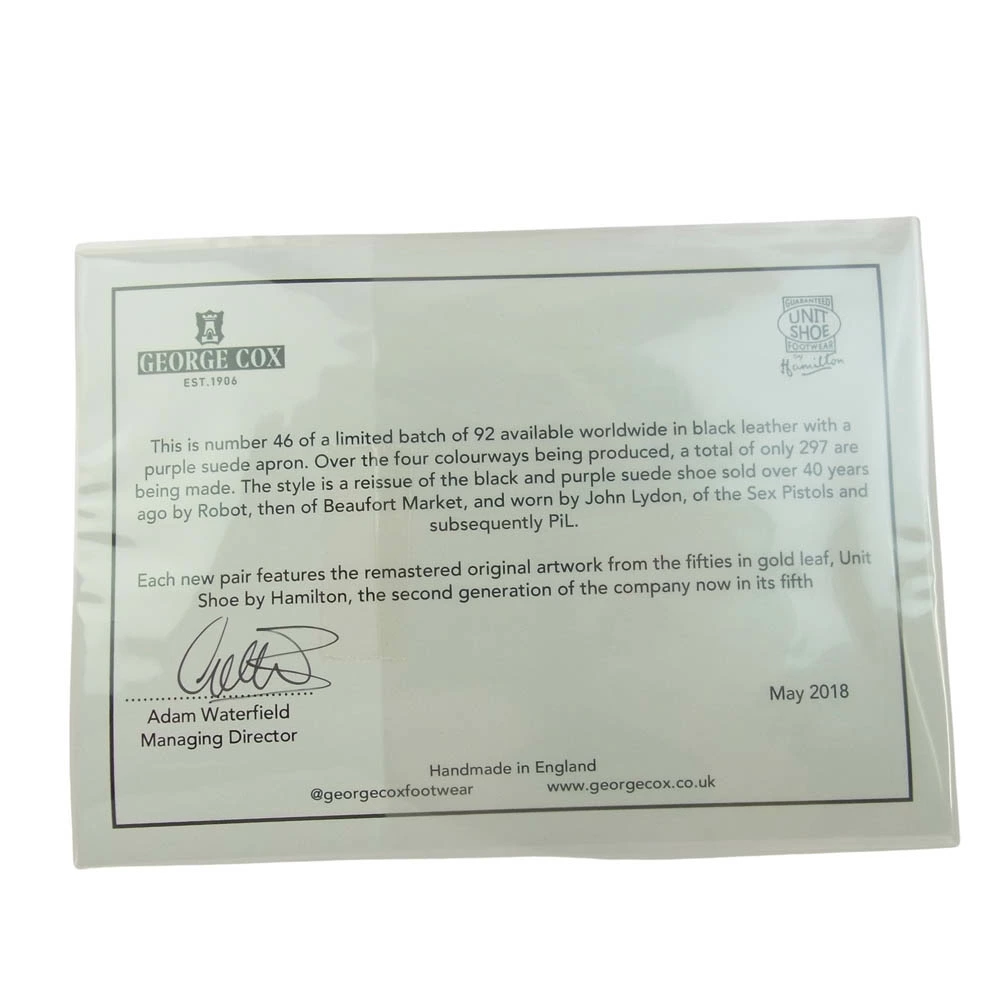 GEORGE COX
EST.1906
GUARANTEED
UNIT
SHOE
FOOTWEAR
by
Hamilton
This is number 46 of a limited batch of 92 available worldwide in black leather with a
purple suede apron. Over the four colourways being produced, a total of only 297 are
being made. The style is a reissue of the black and purple suede shoe sold over 40 years
ago by Robot, then of Beaufort Market, and worn by John Lydon, of the Sex Pistols and
subsequently PiL.
Each new pair features the remastered original artwork from the fifties in gold leaf, Unit
Shoe by Hamilton, the second generation of the company now in its fifth
Adam Waterfield
Managing Director
May 2018
Handmade in England
@georgecoxfootwear www.georgecox.co.uk